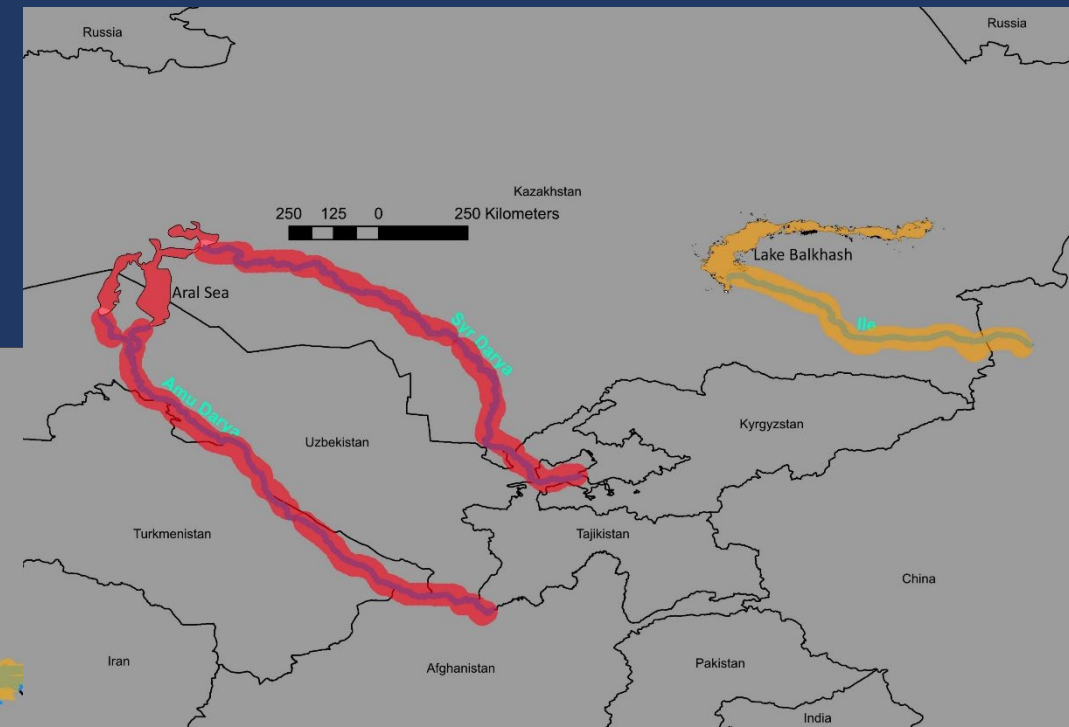 Russia
Russia
Kazakhstan
250 125 0 250 Kilometers
Lake Balkhash
Aral Sea
Ile
Syr Darya
Amu Darya
Kyrgyzstan
Uzbekistan
Turkmenistan
Tajikistan
China
Iran
Afghanistan
Pakistan
India